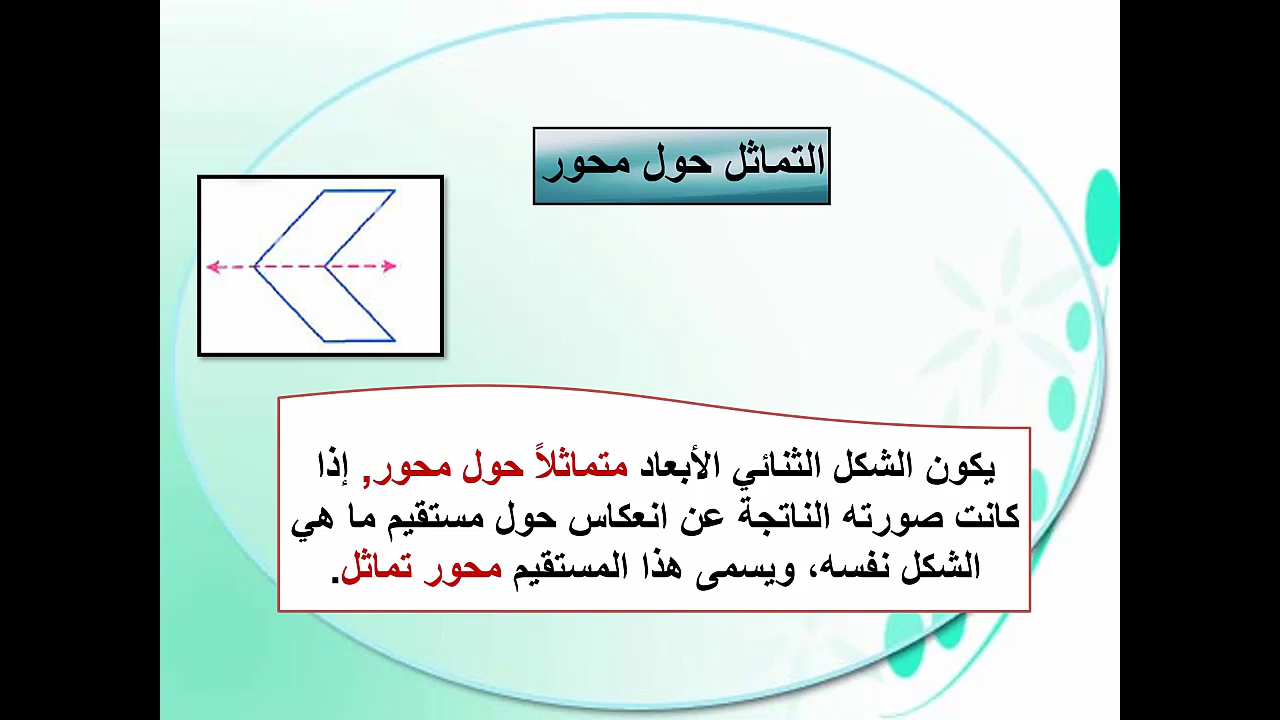 التماثل حول محور
يكون الشكل الثنائي الأبعاد متماثلاً حول محور, إذا
كانت صورته الناتجة عن انعكاس حول مستقيم ما هي
الشكل نفسه، ويسمى هذا المستقيم محور تماثل.